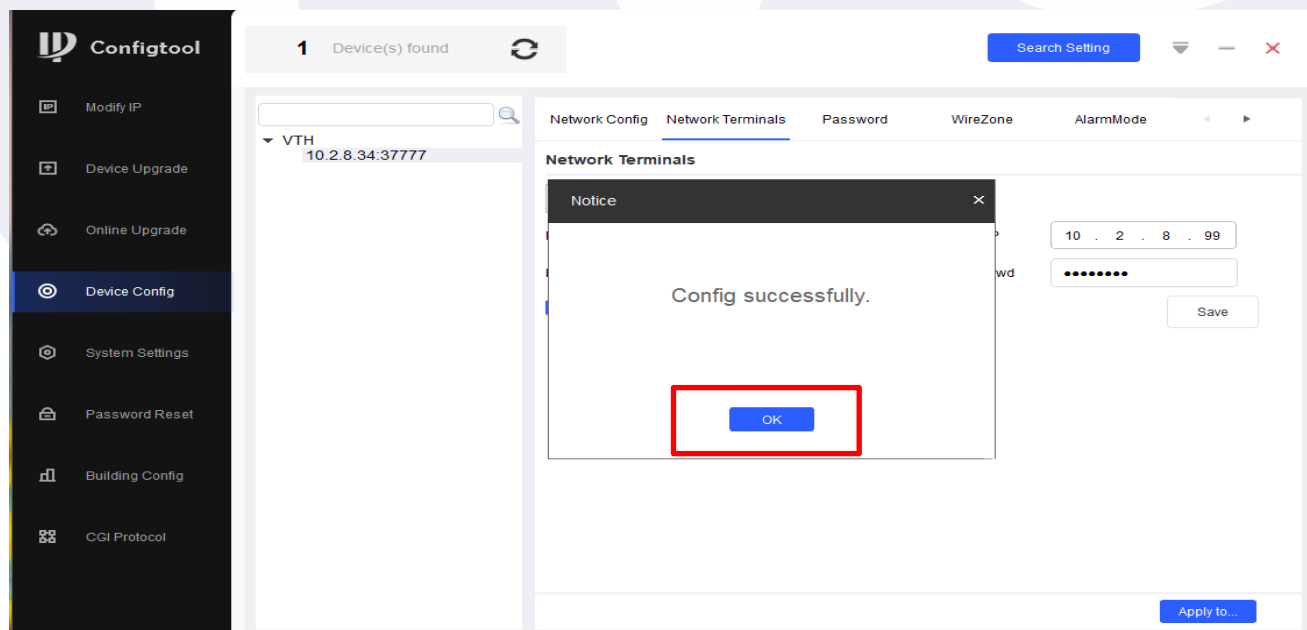 Configtool
1 Device(s) found
Search Setting
Modify IP
Device Upgrade
Online Upgrade
Device Config
System Settings
Password Reset
Building Config
CGI Protocol
VTH
10.2.8.34:37777
Network Config Network Terminals Password WireZone AlarmMode
Network Terminals
Notice
10 . 2 . 8 . 99
wd ••••••••
Config successfully.
Save
OK
Apply to...